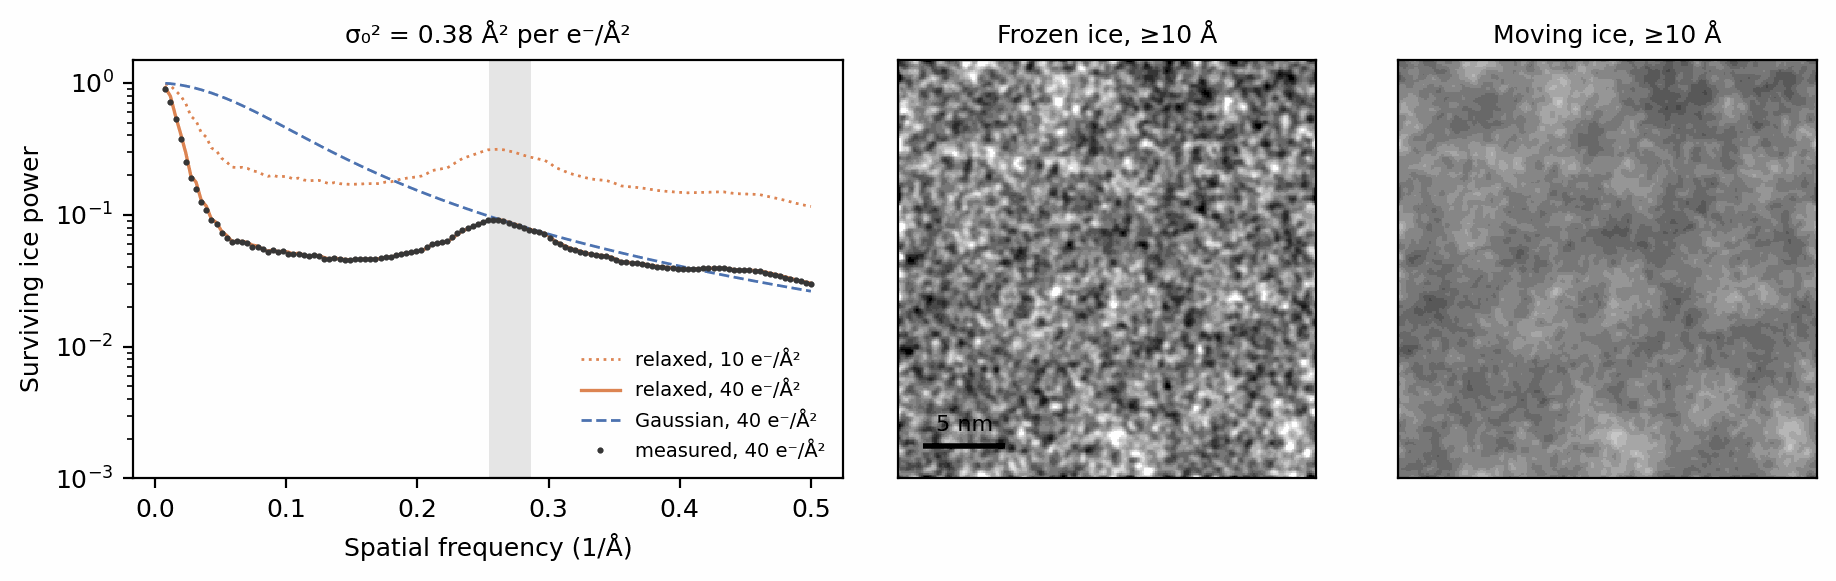 σ₀² = 0.38 Å² per e⁻/Å²
Surviving ice power
10⁰
10⁻¹
10⁻²
10⁻³
0.0 0.1 0.2 0.3 0.4 0.5
Spatial frequency (1/Å)
relaxed, 10 e⁻/Å²
relaxed, 40 e⁻/Å²
Gaussian, 40 e⁻/Å²
measured, 40 e⁻/Å²
Frozen ice, ≥10 Å
5 nm
Moving ice, ≥10 Å